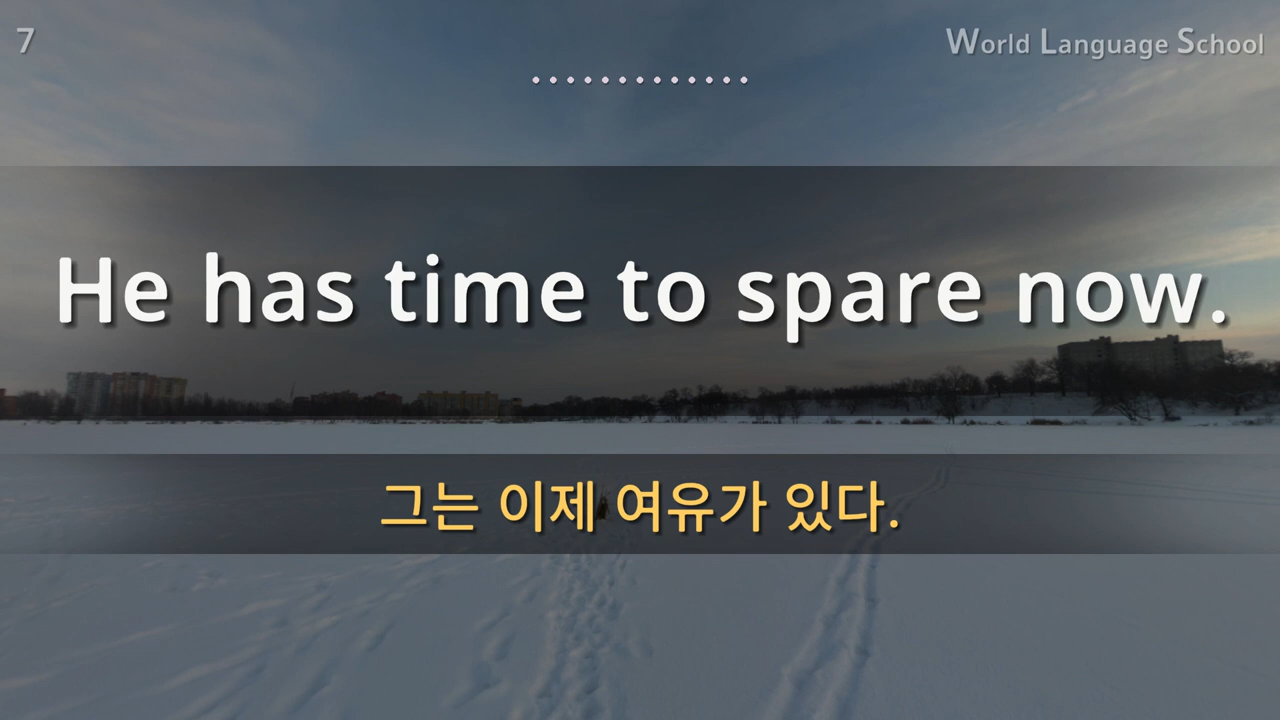 7
World Language School
He has time to spare now.
그는 이제 여유가 있다.